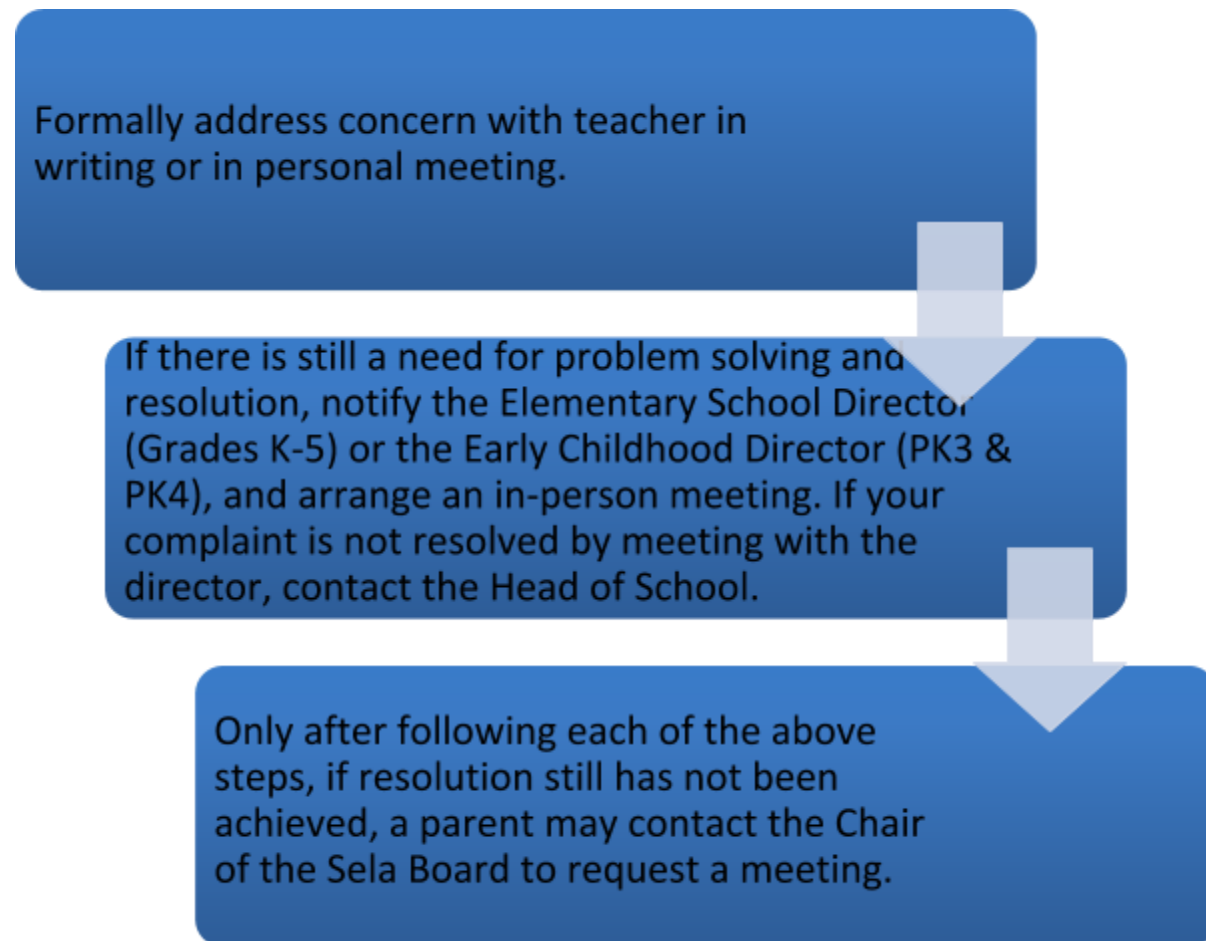 Formally address concern with teacher in
writing or in personal meeting.
If there is still a need for problem solving and
resolution, notify the Elementary School Director
(Grades K-5) or the Early Childhood Director (PK3 &
PK4), and arrange an in-person meeting. If your
complaint is not resolved by meeting with the
director, contact the Head of School.
Only after following each of the above
steps, if resolution still has not been
achieved, a parent may contact the Chair
of the Sela Board to request a meeting.